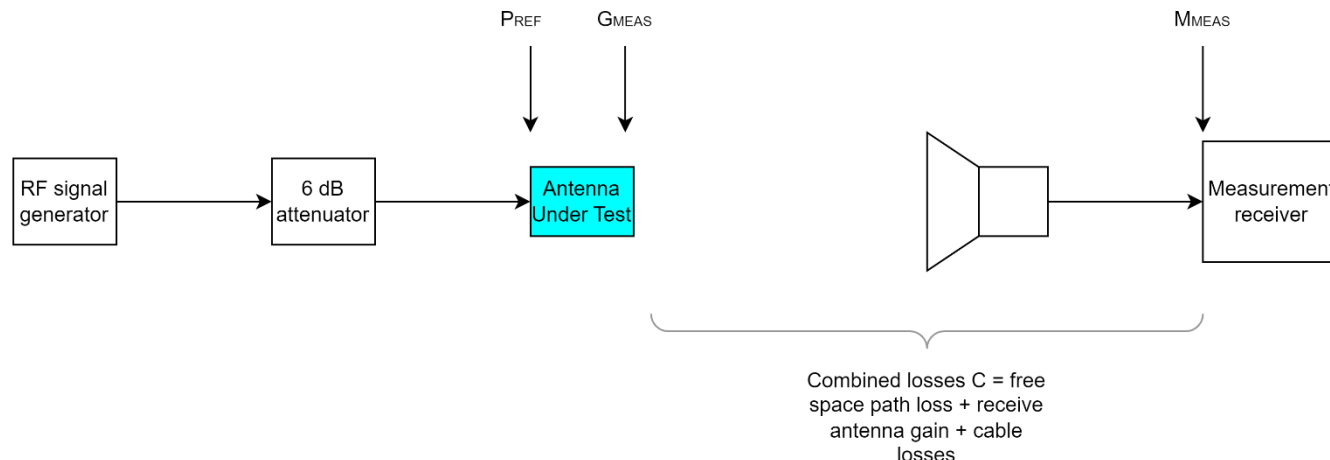 PREF
GMEAS
MMEAS
RF signal
generator
6 dB
attenuator
Antenna
Under Test
Measurement
receiver
Combined losses C = free
space path loss + receive
antenna gain + cable
losses